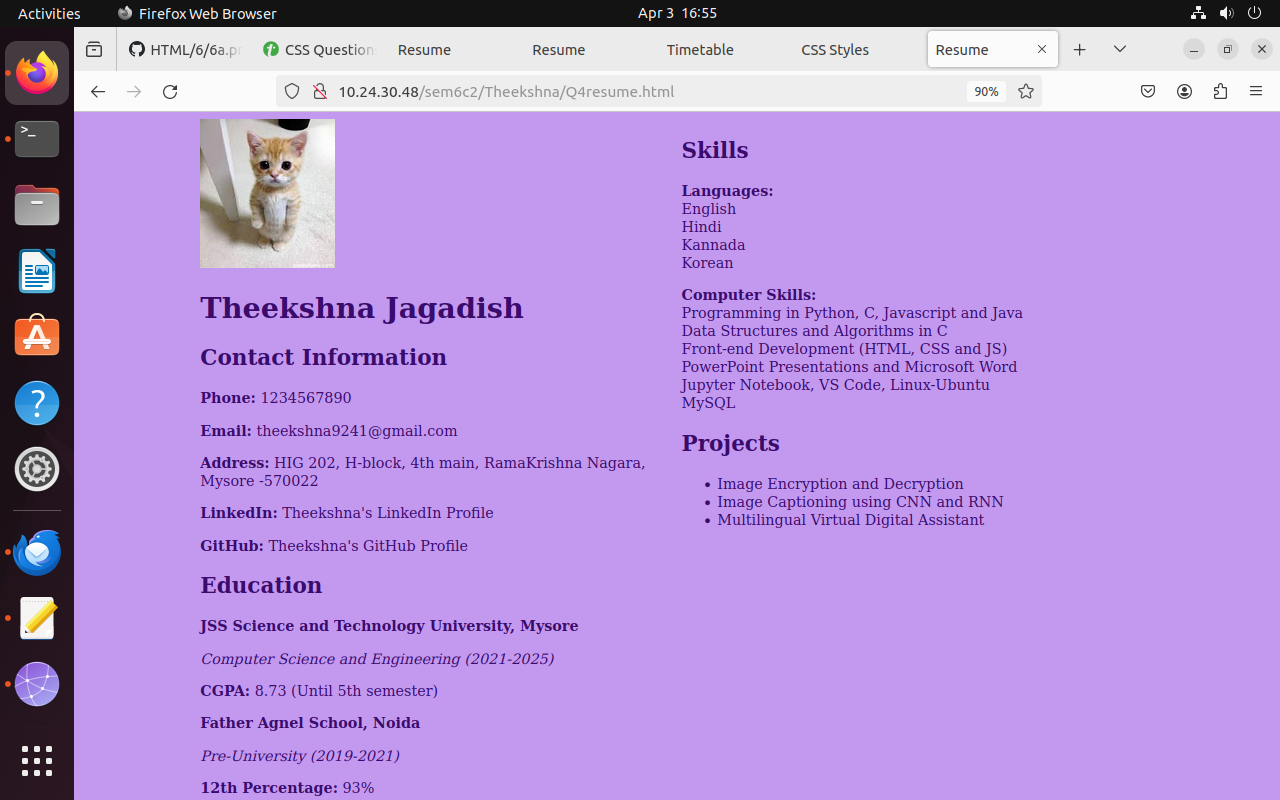 Activities
Firefox Web Browser
Apr 3 16:55
HTML/6/6a.pr
CSS Question
Resume
Resume
Timetable
CSS Styles
Resume
10.24.30.48/sem6c2/Theekshna/Q4resume.html
90%
Theekshna Jagadish
Contact Information
Phone: 1234567890
Email: theekshna9241@gmail.com
Address: HIG 202, H-block, 4th main, RamaKrishna Nagara,
Mysore -570022
LinkedIn: Theekshna's LinkedIn Profile
GitHub: Theekshna's GitHub Profile
Education
JSS Science and Technology University, Mysore
Computer Science and Engineering (2021-2025)
CGPA: 8.73 (Until 5th semester)
Father Agnel School, Noida
Pre-University (2019-2021)
12th Percentage: 93%
Skills
Languages:
English
Hindi
Kannada
Korean
Computer Skills:
Programming in Python, C, Javascript and Java
Data Structures and Algorithms in C
Front-end Development (HTML, CSS and JS)
PowerPoint Presentations and Microsoft Word
Jupyter Notebook, VS Code, Linux-Ubuntu
MySQL
Projects
• Image Encryption and Decryption
• Image Captioning using CNN and RNN
• Multilingual Virtual Digital Assistant